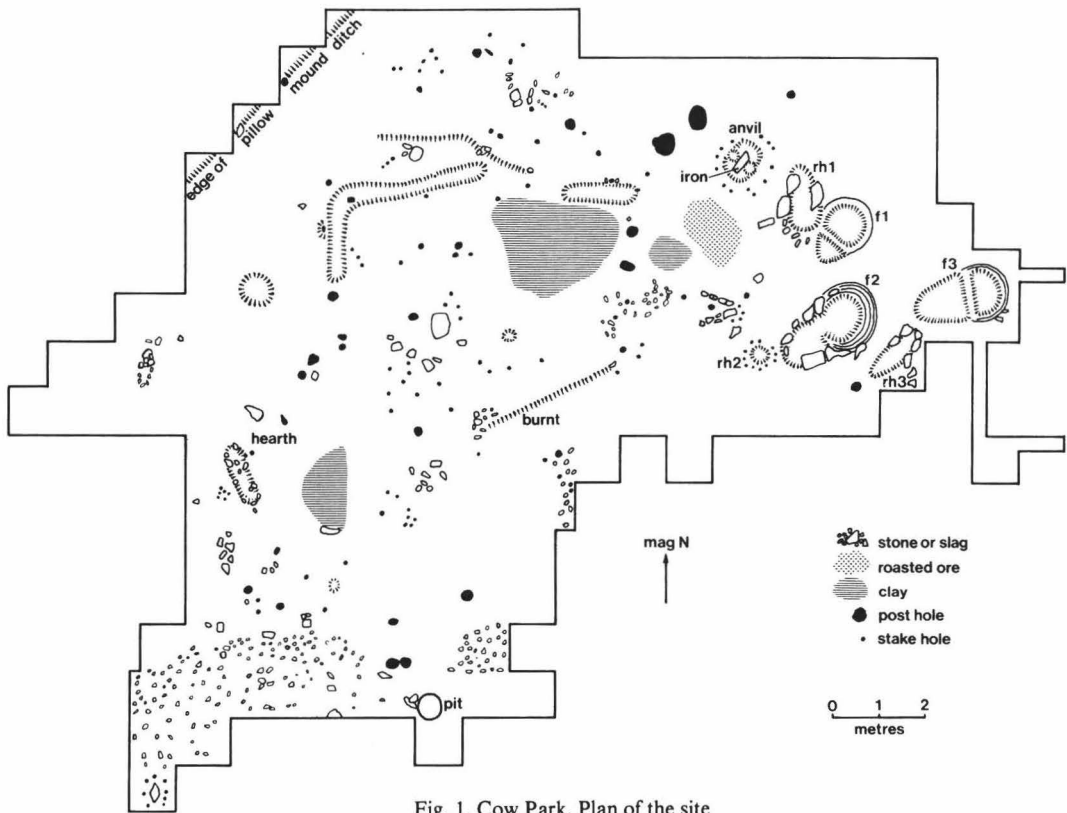 edge of pillow mound ditch
anvil
iron
rh1
f1
f2
f3
rh2
rh3
burnt
hearth
mag N
stone or slag
roasted ore
clay
post hole
stake hole
pit
0 1 2
metres
Fig. 1. Cow Park. Plan of the site